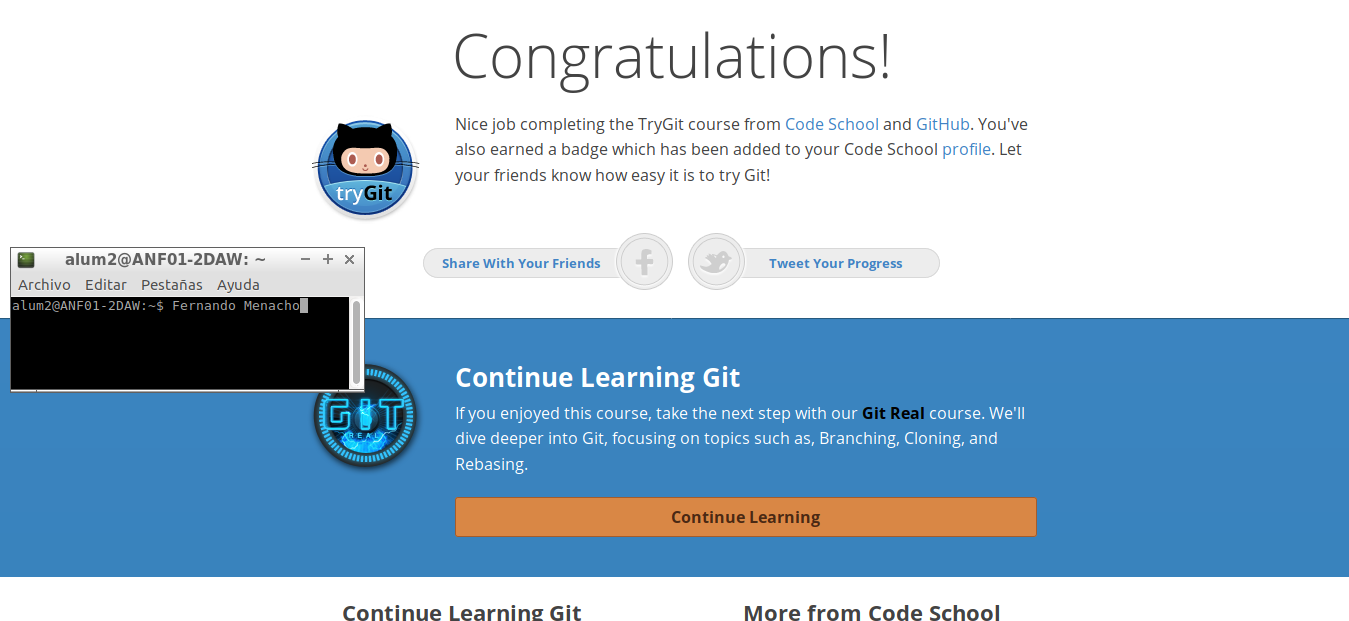 Congratulations!
Nice job completing the TryGit course from Code School and GitHub. You've
also earned a badge which has been added to your Code School profile. Let
your friends know how easy it is to try Git!
tryGit
Share With Your Friends
Tweet Your Progress
alum2@ANF01-2DAW: ~
Archivo Editar Pestañas Ayuda
alum2@ANF01-2DAW:~$ Fernando Menacho
Continue Learning Git
If you enjoyed this course, take the next step with our Git Real course. We'll
dive deeper into Git, focusing on topics such as, Branching, Cloning, and
Rebasing.
GIT
REAL
Continue Learning
Continue Learning Git
More from Code School